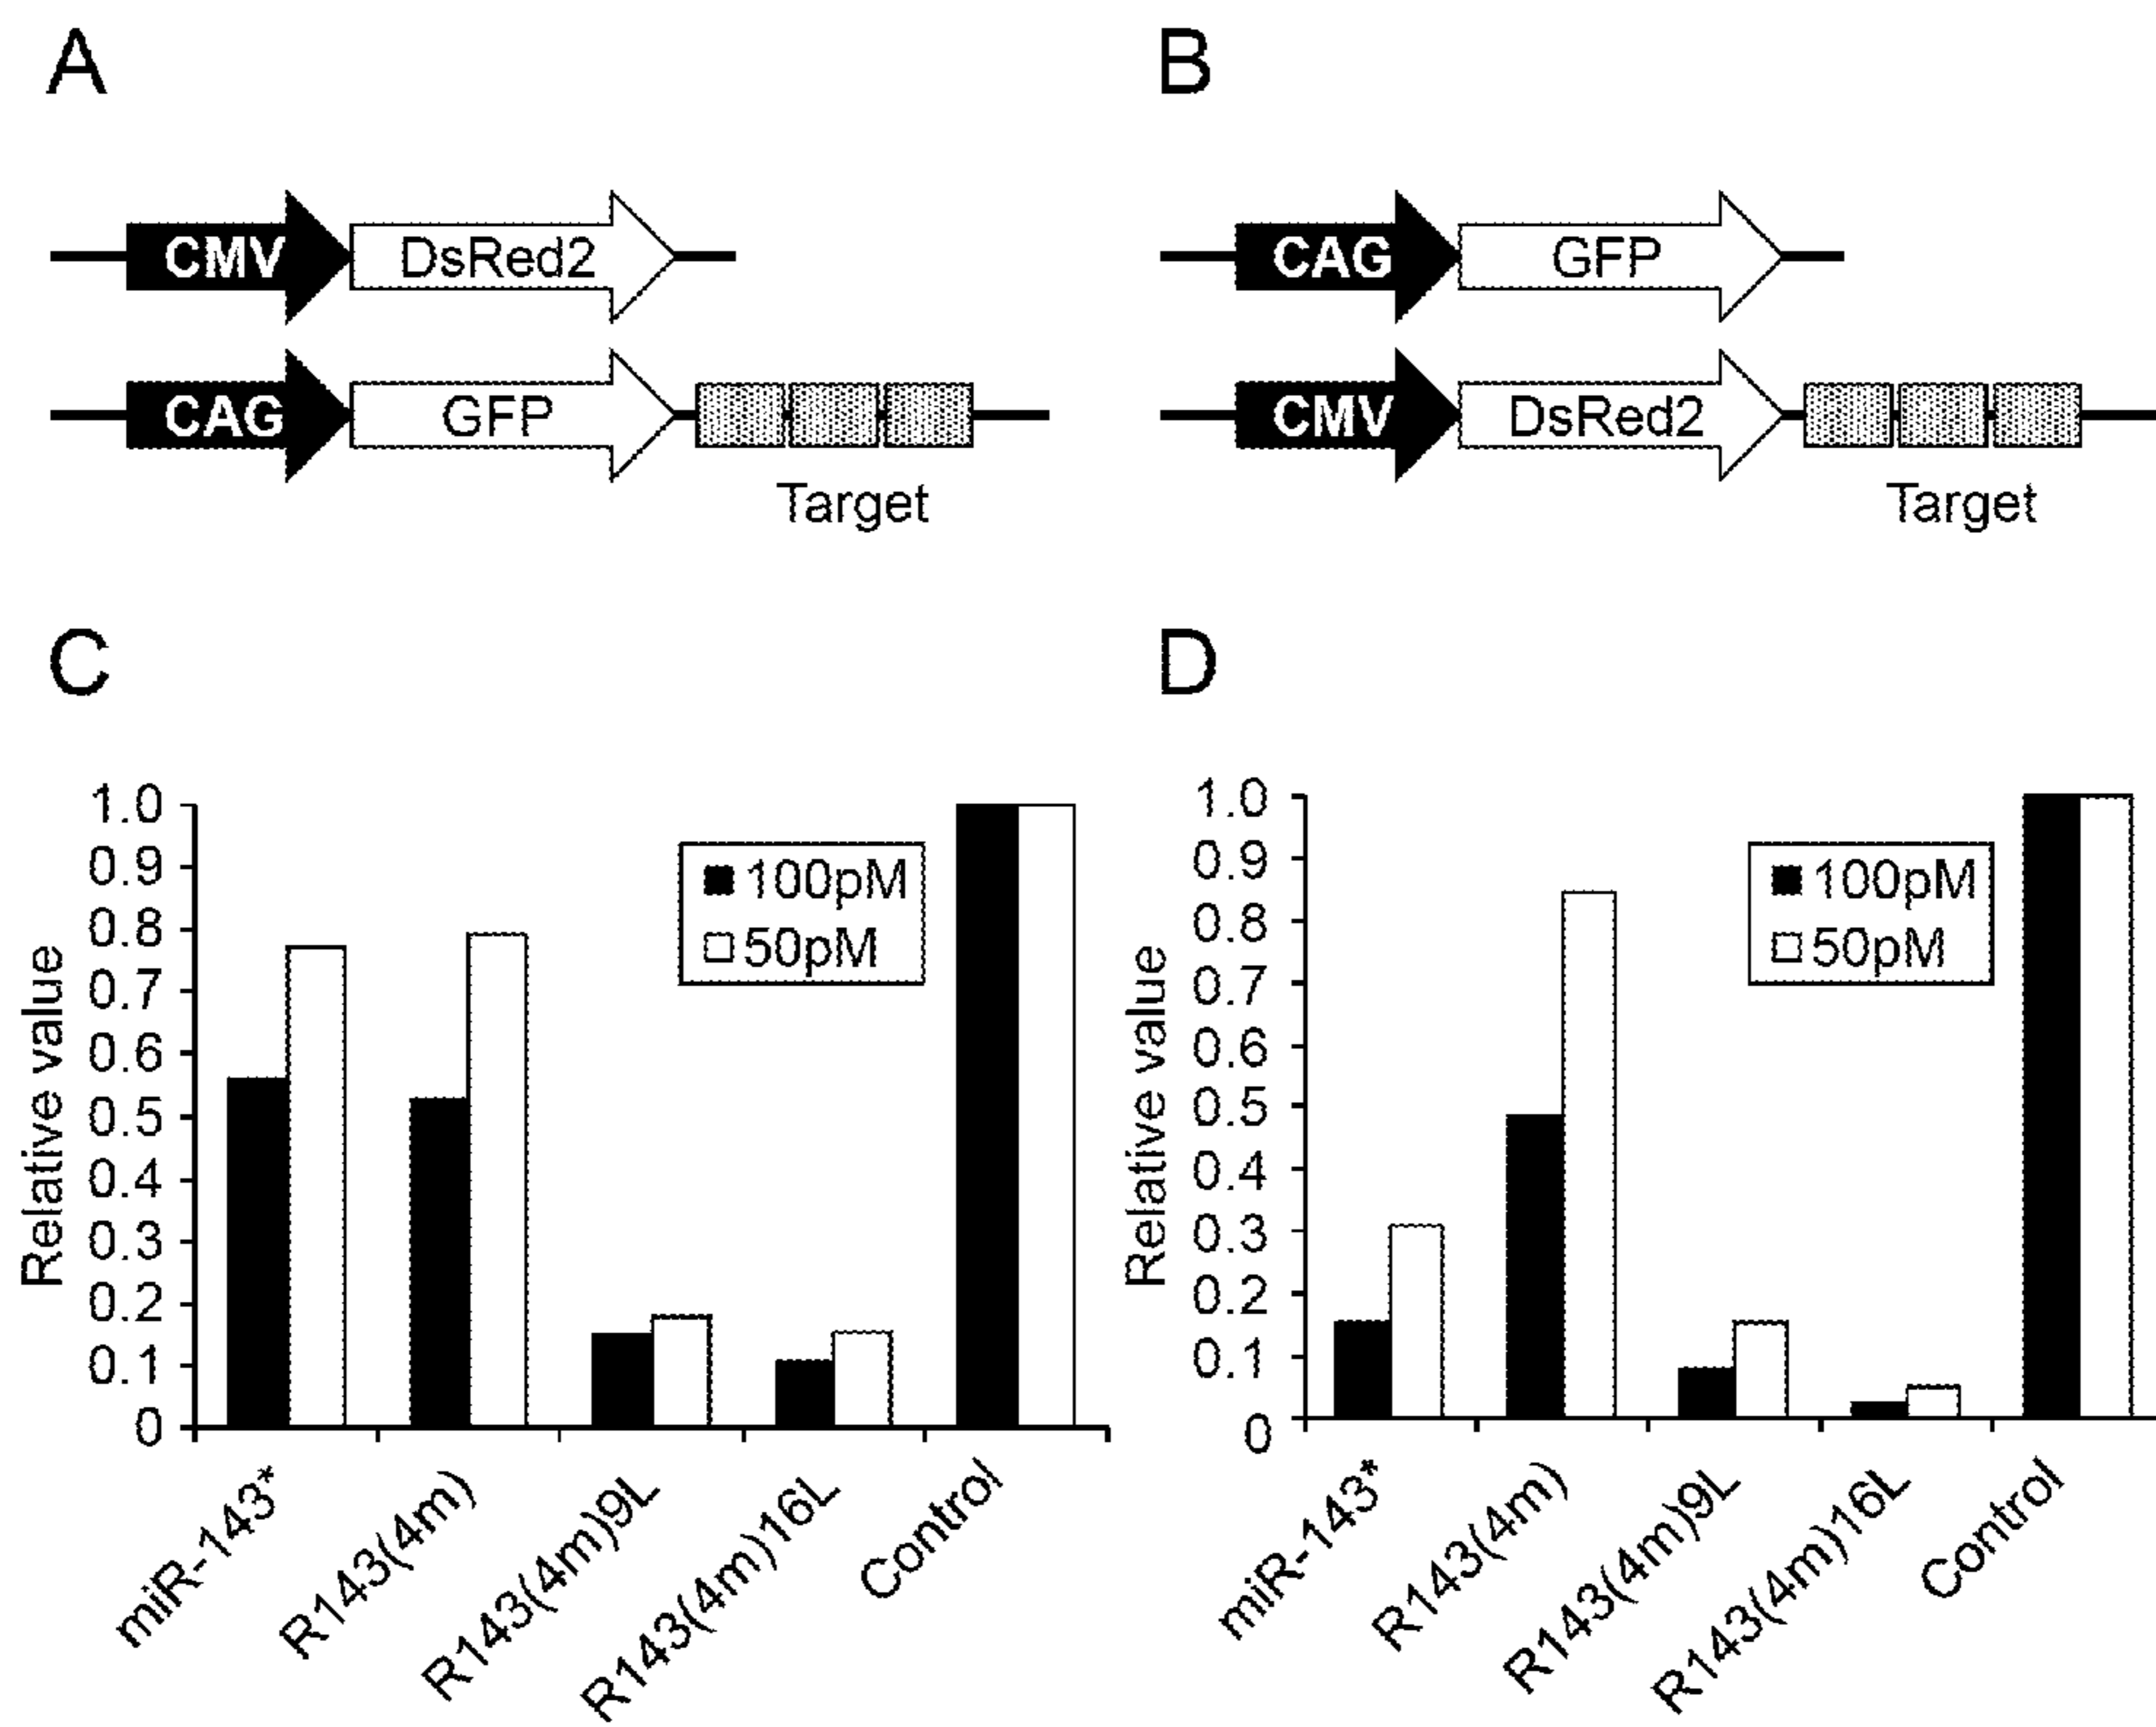 A
B
CMV DsRed2
CAG GFP
CAG GFP
CMV DsRed2
Target
Target
C
D
Relative value
1.0
0.9
0.8
0.7
0.6
0.5
0.4
0.3
0.2
0.1
0
100pM
50pM
miR-143*
R143(4m)
R143(4m)9L
R143(4m)16L
Control
Relative value
1.0
0.9
0.8
0.7
0.6
0.5
0.4
0.3
0.2
0.1
0
100pM
50pM
miR-143*
R143(4m)
R143(4m)9L
R143(4m)16L
Control